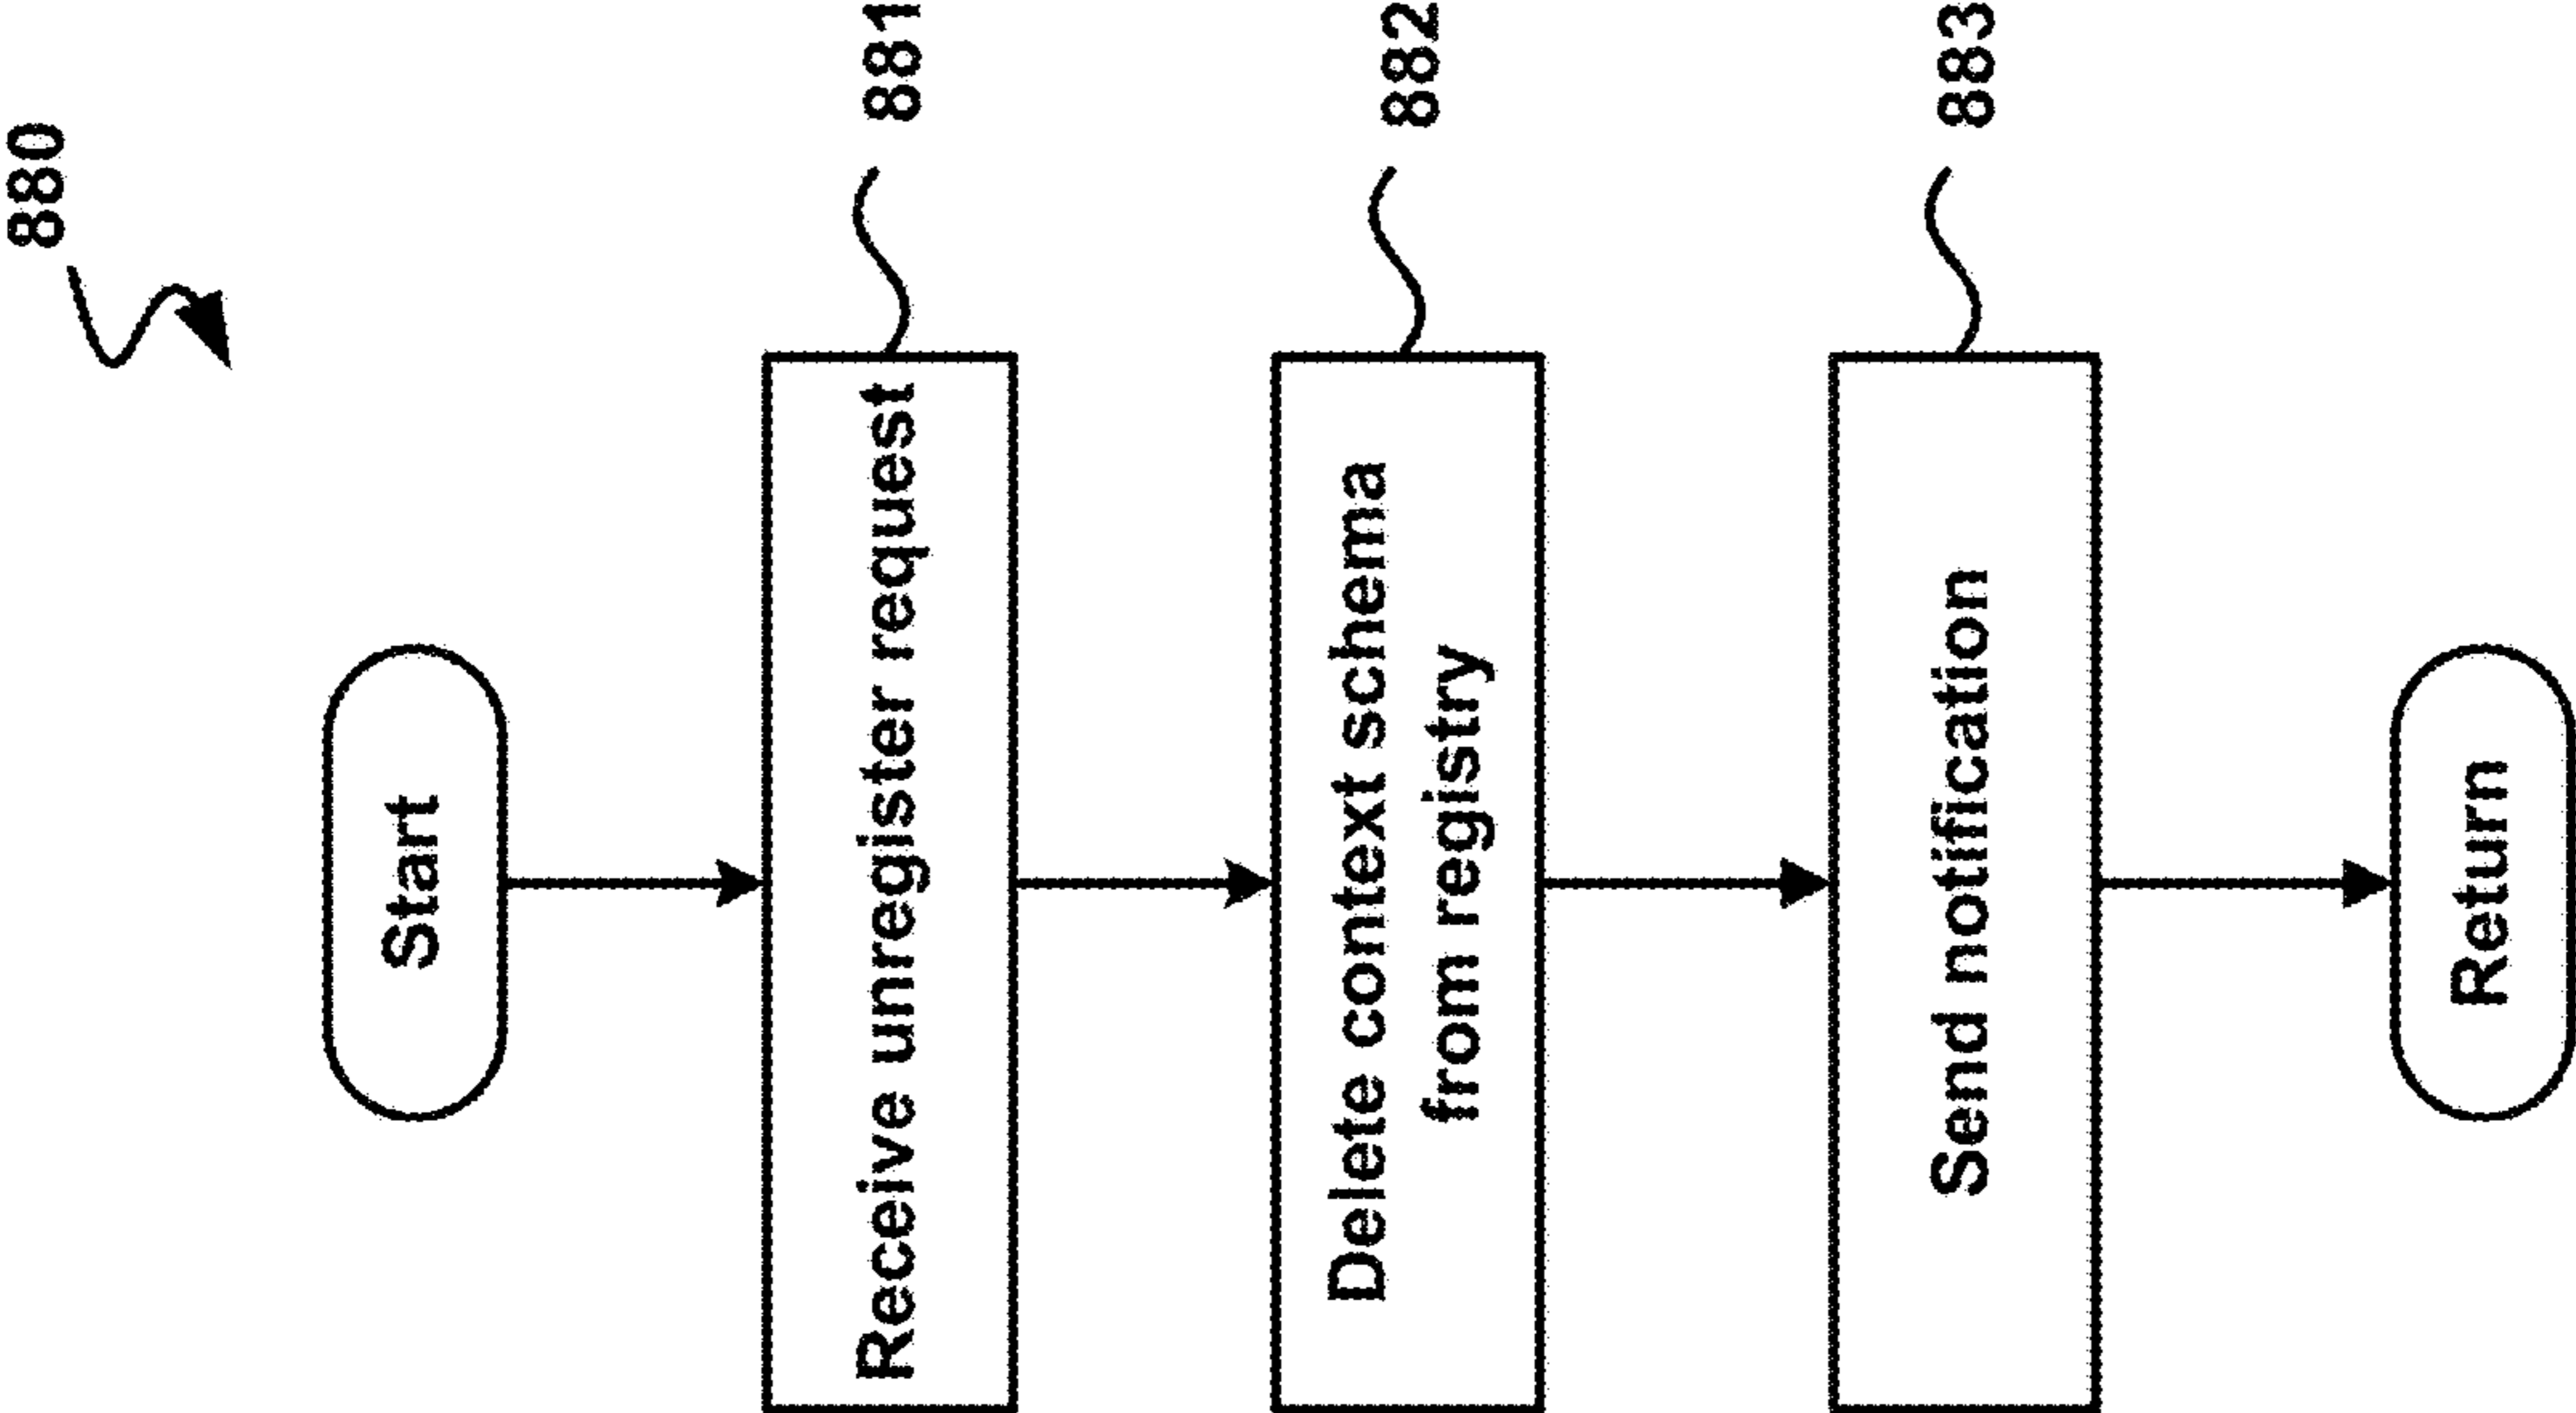 880
Start
Receive unregister request
881
Delete context schema
from registry
882
Send notification
883
Return